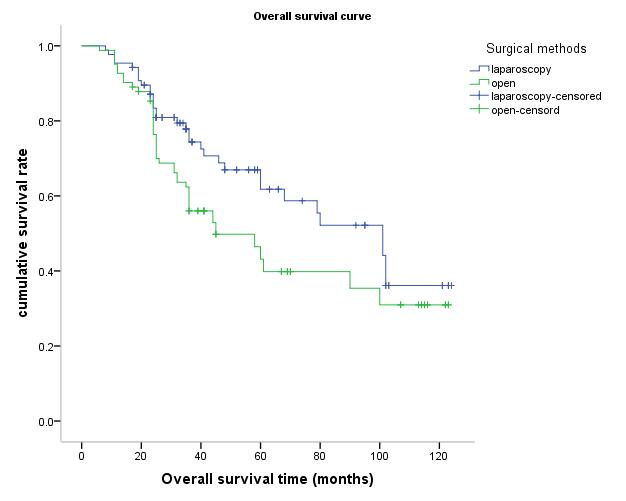 Overall survival curve
Surgical methods
laparoscopy
open
laparoscopy-censored
open-censord
cumulative survival rate
1.0
0.8
0.6
0.4
0.2
0.0
0 20 40 60 80 100 120
Overall survival time (months)